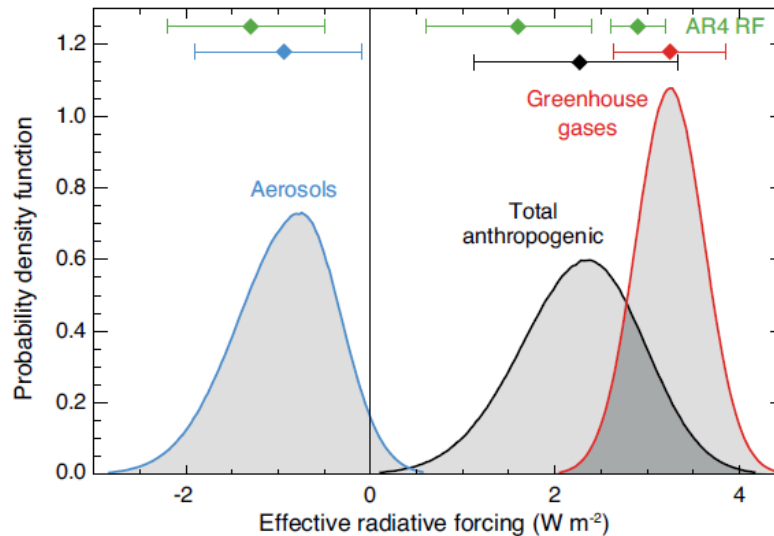 AR4 RF
1.2
Greenhouse
gases
1.0
0.8
Aerosols
Total
anthropogenic
0.6
0.4
0.2
0.0
Probability density function
-2 0 2 4
Effective radiative forcing (W m⁻²)